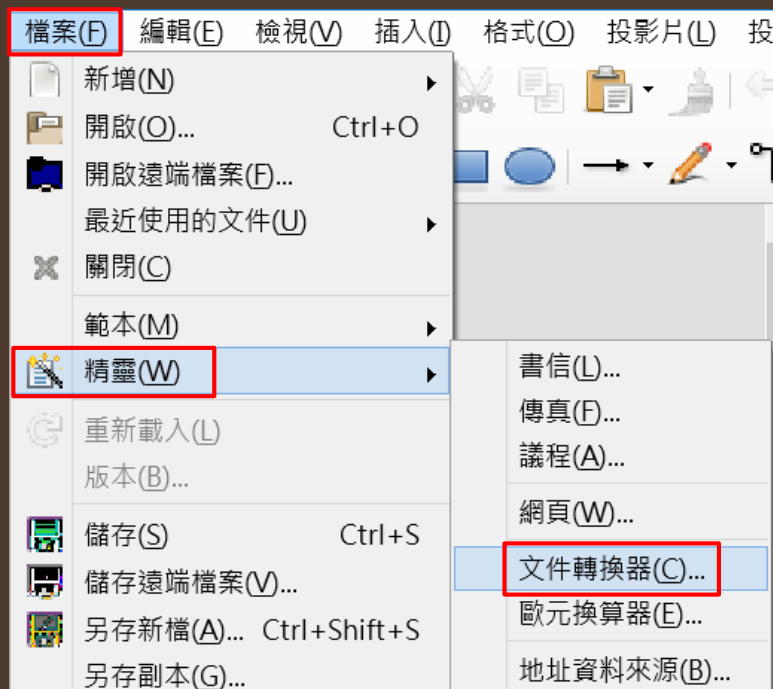 檔案(F) 編輯(E) 檢視(V) 插入(I) 格式(O) 投影片(L) 投
新增(N)
開啟(O)... Ctrl+O
開啟遠端檔案(F)...
最近使用的文件(U)
關閉(C)
範本(M)
精靈(W)
重新載入(L)
版本(B)...
儲存(S) Ctrl+S
儲存遠端檔案(V)...
另存新檔(A)... Ctrl+Shift+S
另存副本(G)...
書信(L)...
傳真(F)...
議程(A)...
網頁(W)...
文件轉換器(C)...
歐元換算器(E)...
地址資料來源(B)...